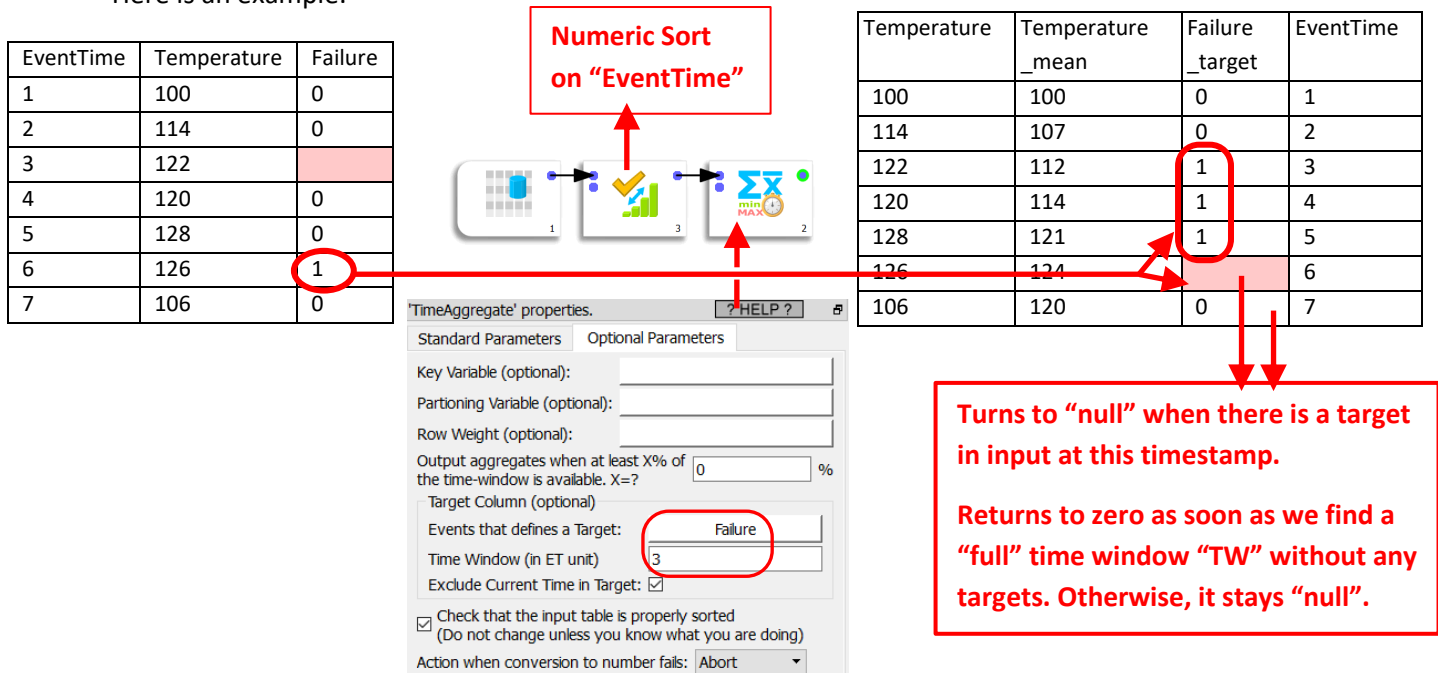 Here is an example:
EventTime Temperature Failure
1 100 0
2 114 0
3 122
4 120 0
5 128 0
6 126 1
7 106 0
Numeric Sort
on “EventTime”
1
3
Σx̄
min
MAX
2
'TimeAggregate' properties. ? HELP ?
Standard Parameters Optional Parameters
Key Variable (optional):
Partioning Variable (optional):
Row Weight (optional):
Output aggregates when at least X% of
the time-window is available. X=? 0 %
Target Column (optional)
Events that defines a Target: Failure
Time Window (in ET unit) 3
Exclude Current Time in Target:
Check that the input table is properly sorted
(Do not change unless you know what you are doing)
Action when conversion to number fails: Abort
Temperature Temperature Failure EventTime
_mean _target
100 100 0 1
114 107 0 2
122 112 1 3
120 114 1 4
128 121 1 5
126 124 6
106 120 0 7
Turns to “null” when there is a target
in input at this timestamp.
Returns to zero as soon as we find a
“full” time window “TW” without any
targets. Otherwise, it stays “null”.